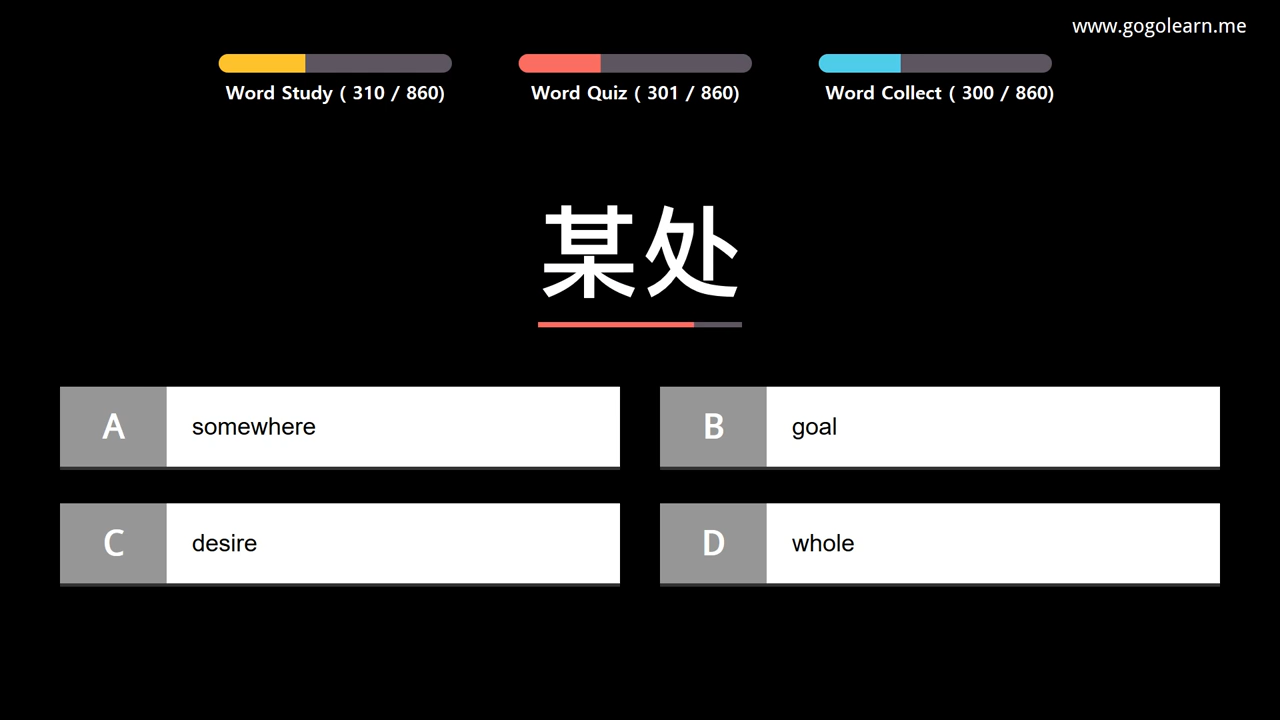 www.gogolearn.me
Word Study ( 310 / 860)
Word Quiz ( 301 / 860)
Word Collect ( 300 / 860)
某处
A somewhere
B goal
C desire
D whole